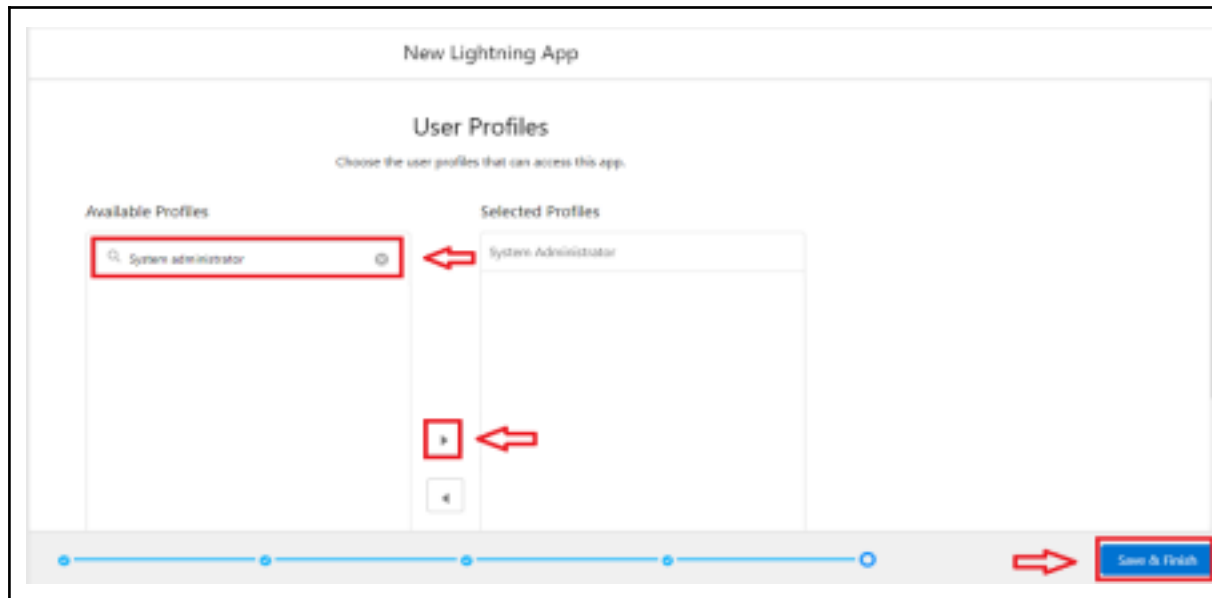 New Lightning App
User Profiles
Choose the user profiles that can access this app.
Available Profiles
Selected Profiles
System administrator
System Administrator
Save & Finish